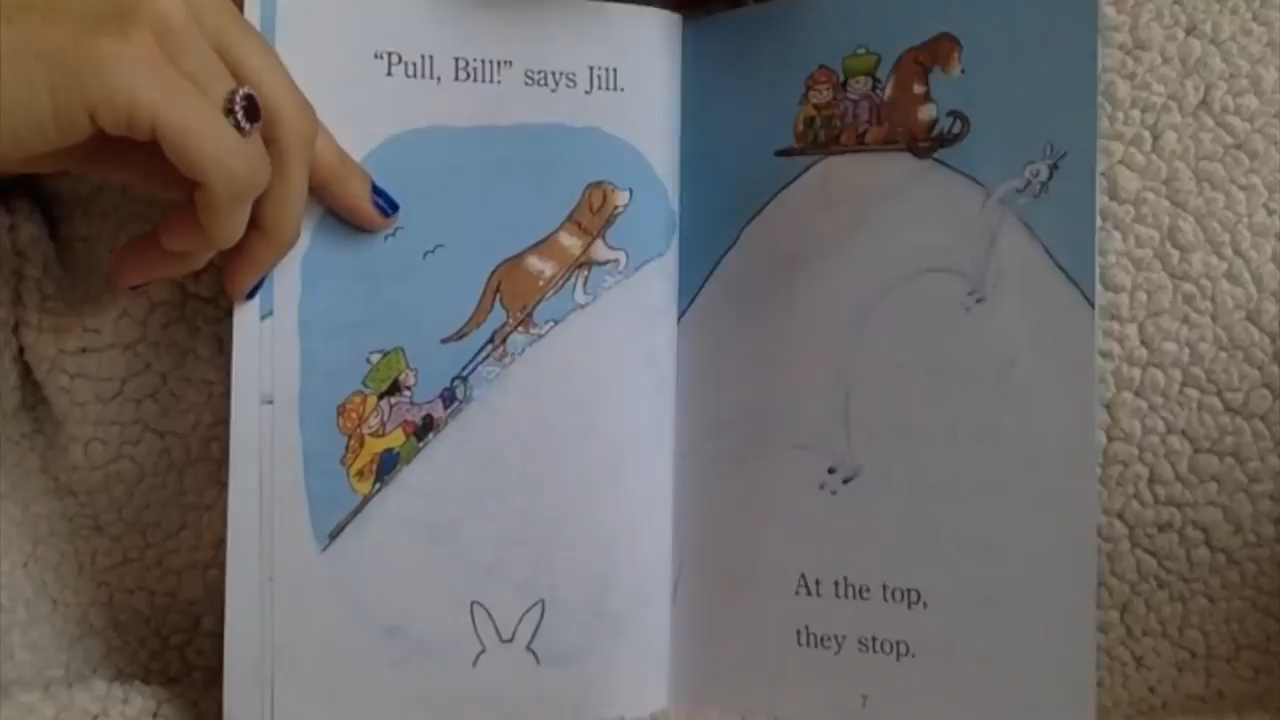 “Pull, Bill!” says Jill.
At the top,
they stop.
7